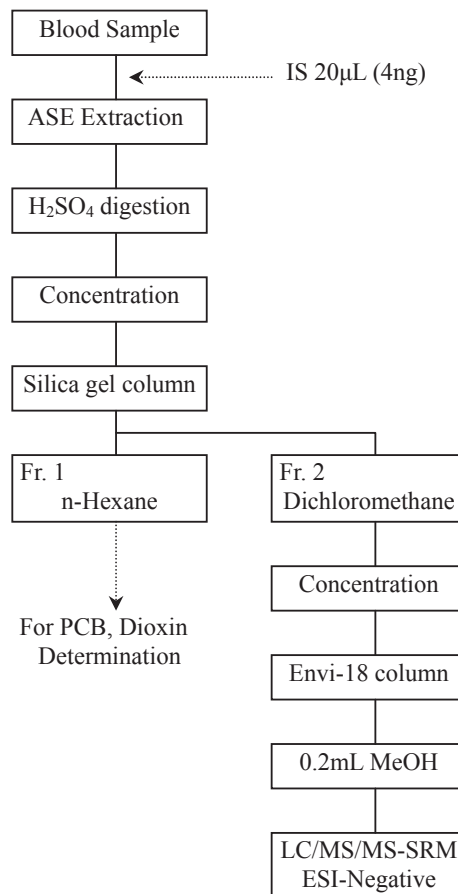 Blood Sample
IS 20μL (4ng)
ASE Extraction
H₂SO₄ digestion
Concentration
Silica gel column
Fr. 1
n-Hexane
For PCB, Dioxin
Determination
Fr. 2
Dichloromethane
Concentration
Envi-18 column
0.2mL MeOH
LC/MS/MS-SRM
ESI-Negative